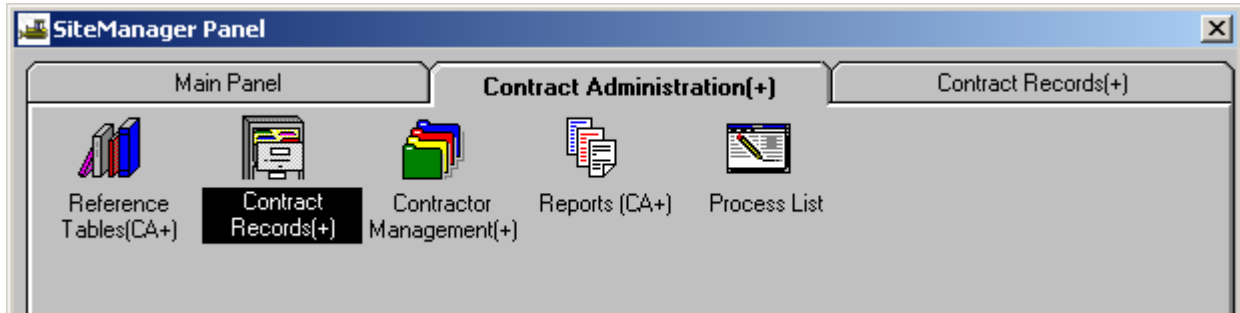 SiteManager Panel
Main Panel
Contract Administration(+)
Contract Records(+)
Reference
Tables(CA+)
Contract
Records(+)
Contractor
Management(+)
Reports (CA+)
Process List